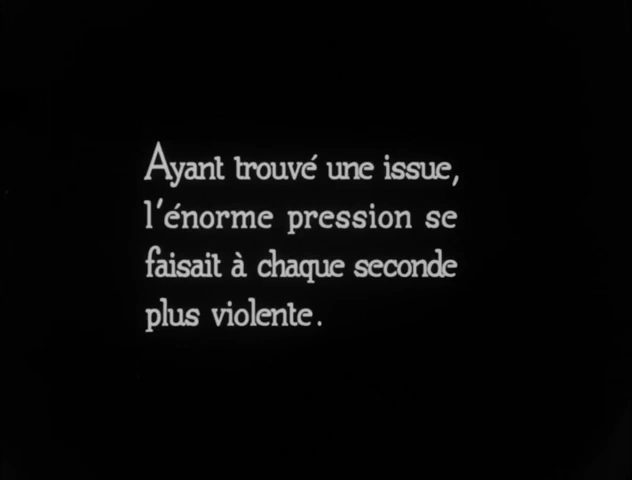 Ayant trouvé une issue,
l'énorme pression se
faisait à chaque seconde
plus violente.